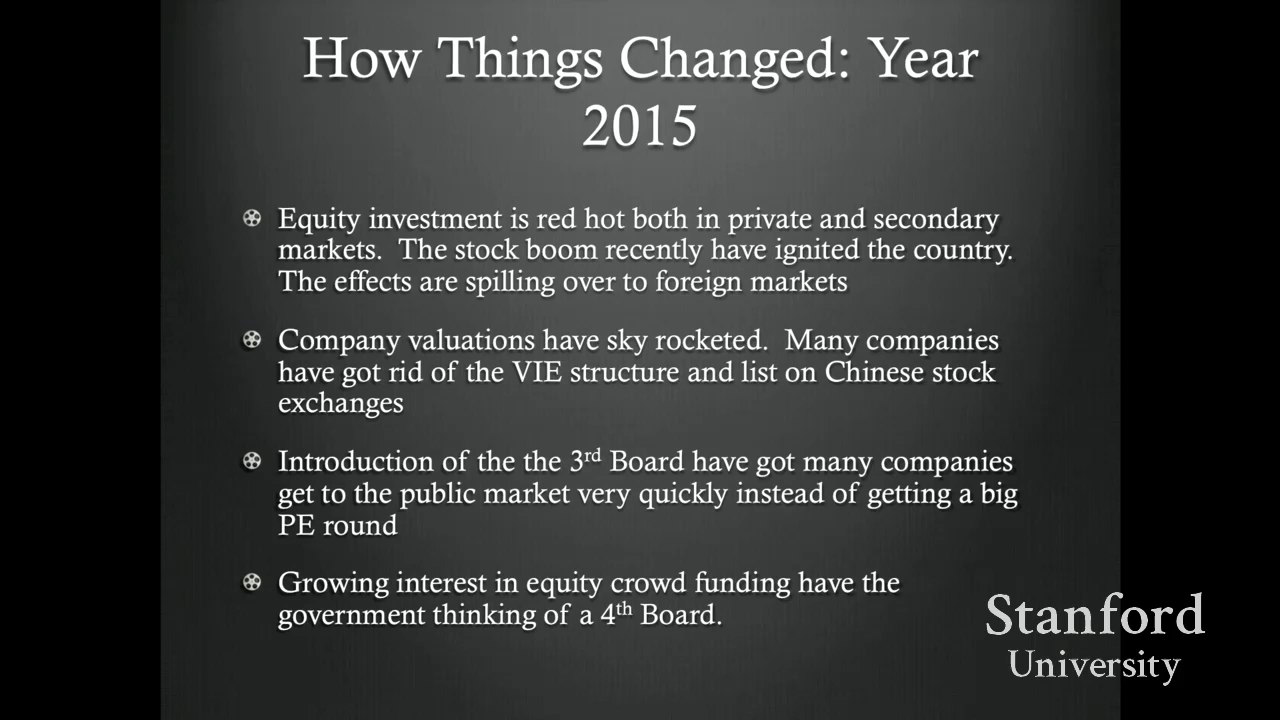 How Things Changed: Year
2015
Equity investment is red hot both in private and secondary
markets.  The stock boom recently have ignited the country.
The effects are spilling over to foreign markets
Company valuations have sky rocketed.  Many companies
have got rid of the VIE structure and list on Chinese stock
exchanges
Introduction of the the 3rd Board have got many companies
get to the public market very quickly instead of getting a big
PE round
Growing interest in equity crowd funding have the
government thinking of a 4th Board.
Stanford
University